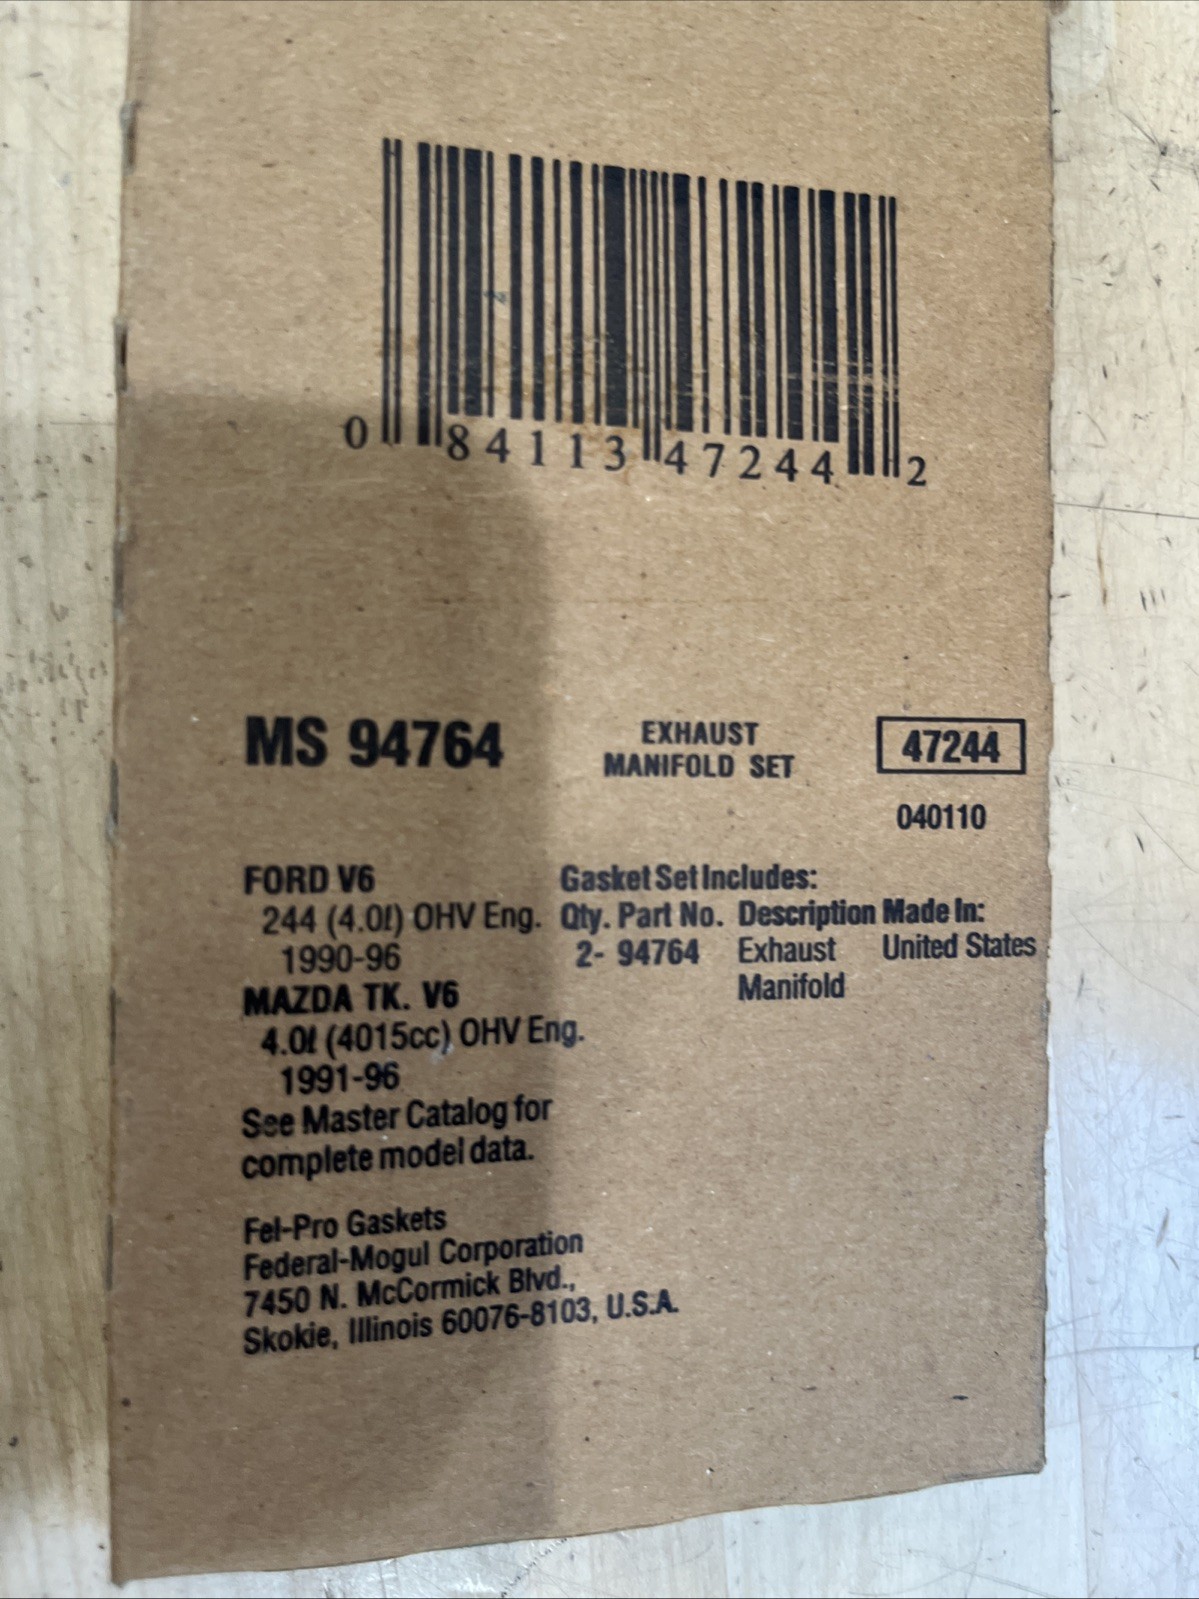 0 84113 47244 2
MS 94764
EXHAUST
MANIFOLD SET
47244
040110
FORD V6
244 (4.0ℓ) OHV Eng.
1990-96
MAZDA TK. V6
4.0ℓ (4015cc) OHV Eng.
1991-96
See Master Catalog for
complete model data.
Gasket Set Includes:
Qty. Part No. Description Made In:
2- 94764 Exhaust United States
Manifold
Fel-Pro Gaskets
Federal-Mogul Corporation
7450 N. McCormick Blvd.,
Skokie, Illinois 60076-8103, U.S.A.